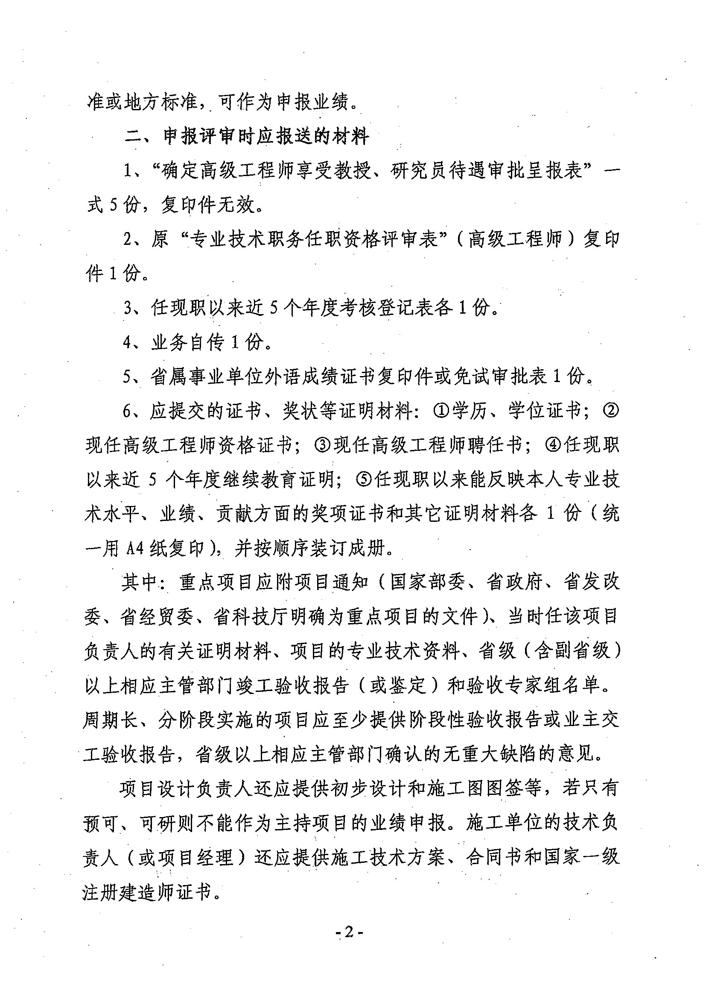 准或地方标准，可作为申报业绩。
二、申报评审时应报送的材料
1、“确定高级工程师享受教授、研究员待遇审批呈报表”一
式 5 份，复印件无效。
2、原“专业技术职务任职资格评审表”（高级工程师）复印
件 1 份。
3、任现职以来近 5 个年度考核登记表各 1 份。
4、业务自传 1 份。
5、省属事业单位外语成绩证书复印件或免试审批表 1 份。
6、应提交的证书、奖状等证明材料：①学历、学位证书；②
现任高级工程师资格证书；③现任高级工程师聘任书；④任现职
以来近 5 个年度继续教育证明；⑤任现职以来能反映本人专业技
术水平、业绩、贡献方面的奖项证书和其它证明材料各 1 份（统
一用 A4 纸复印），并按顺序装订成册。
其中：重点项目应附项目通知（国家部委、省政府、省发改
委、省经贸委、省科技厅明确为重点项目的文件）、当时任该项目
负责人的有关证明材料、项目的专业技术资料、省级（含副省级）
以上相应主管部门竣工验收报告（或鉴定）和验收专家组名单。
周期长、分阶段实施的项目应至少提供阶段性验收报告或业主交
工验收报告，省级以上相应主管部门确认的无重大缺陷的意见。
项目设计负责人还应提供初步设计和施工图图签等，若只有
预可、可研则不能作为主持项目的业绩申报。施工单位的技术负
责人（或项目经理）还应提供施工技术方案、合同书和国家一级
注册建造师证书。
- 2 -